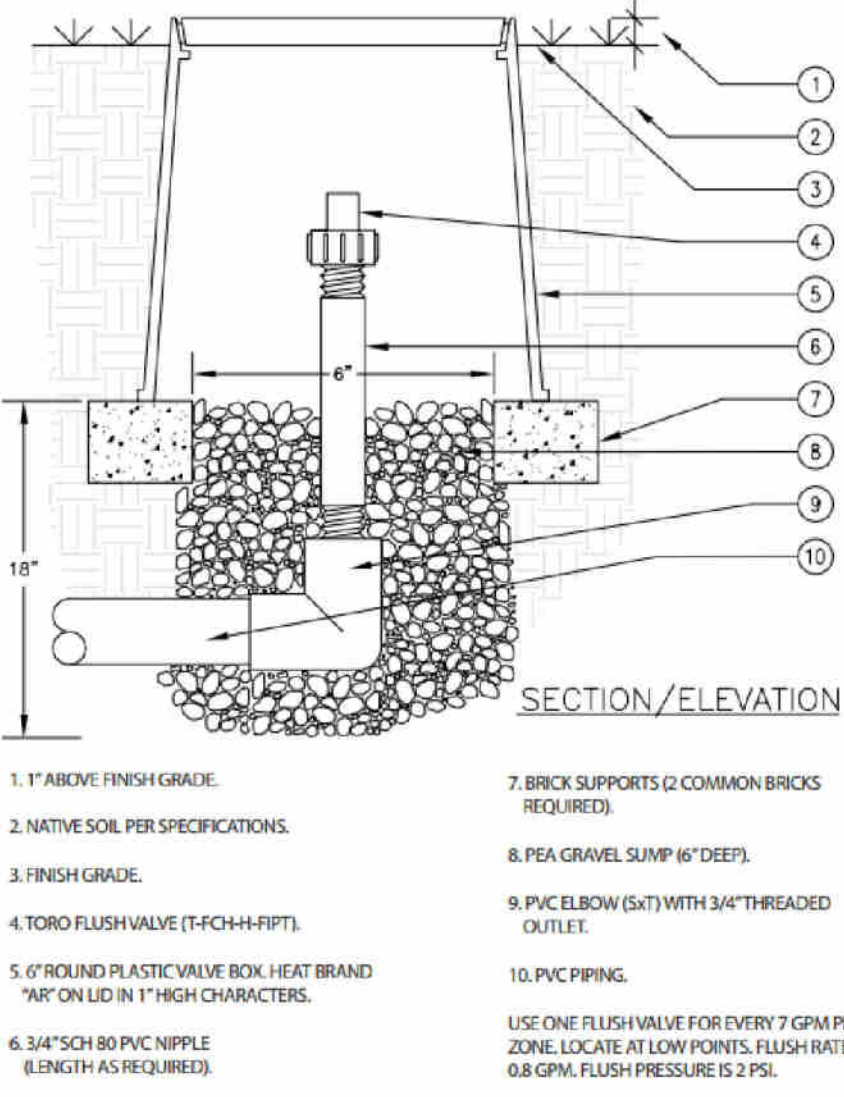 1
2
3
4
5
6
6"
7
8
9
18"
10
SECTION/ELEVATION
1. 1" ABOVE FINISH GRADE.
2. NATIVE SOIL PER SPECIFICATIONS.
3. FINISH GRADE.
4. TORO FLUSH VALVE (T-FCH-H-FIPT).
5. 6" ROUND PLASTIC VALVE BOX. HEAT BRAND
"AR" ON LID IN 1" HIGH CHARACTERS.
6. 3/4" SCH 80 PVC NIPPLE
(LENGTH AS REQUIRED).
7. BRICK SUPPORTS (2 COMMON BRICKS
REQUIRED).
8. PEA GRAVEL SUMP (6" DEEP).
9. PVC ELBOW (SxT) WITH 3/4" THREADED
OUTLET.
10. PVC PIPING.
USE ONE FLUSH VALVE FOR EVERY 7 GPM
ZONE. LOCATE AT LOW POINTS. FLUSH
0.8 GPM. FLUSH PRESSURE IS 2 PSI.